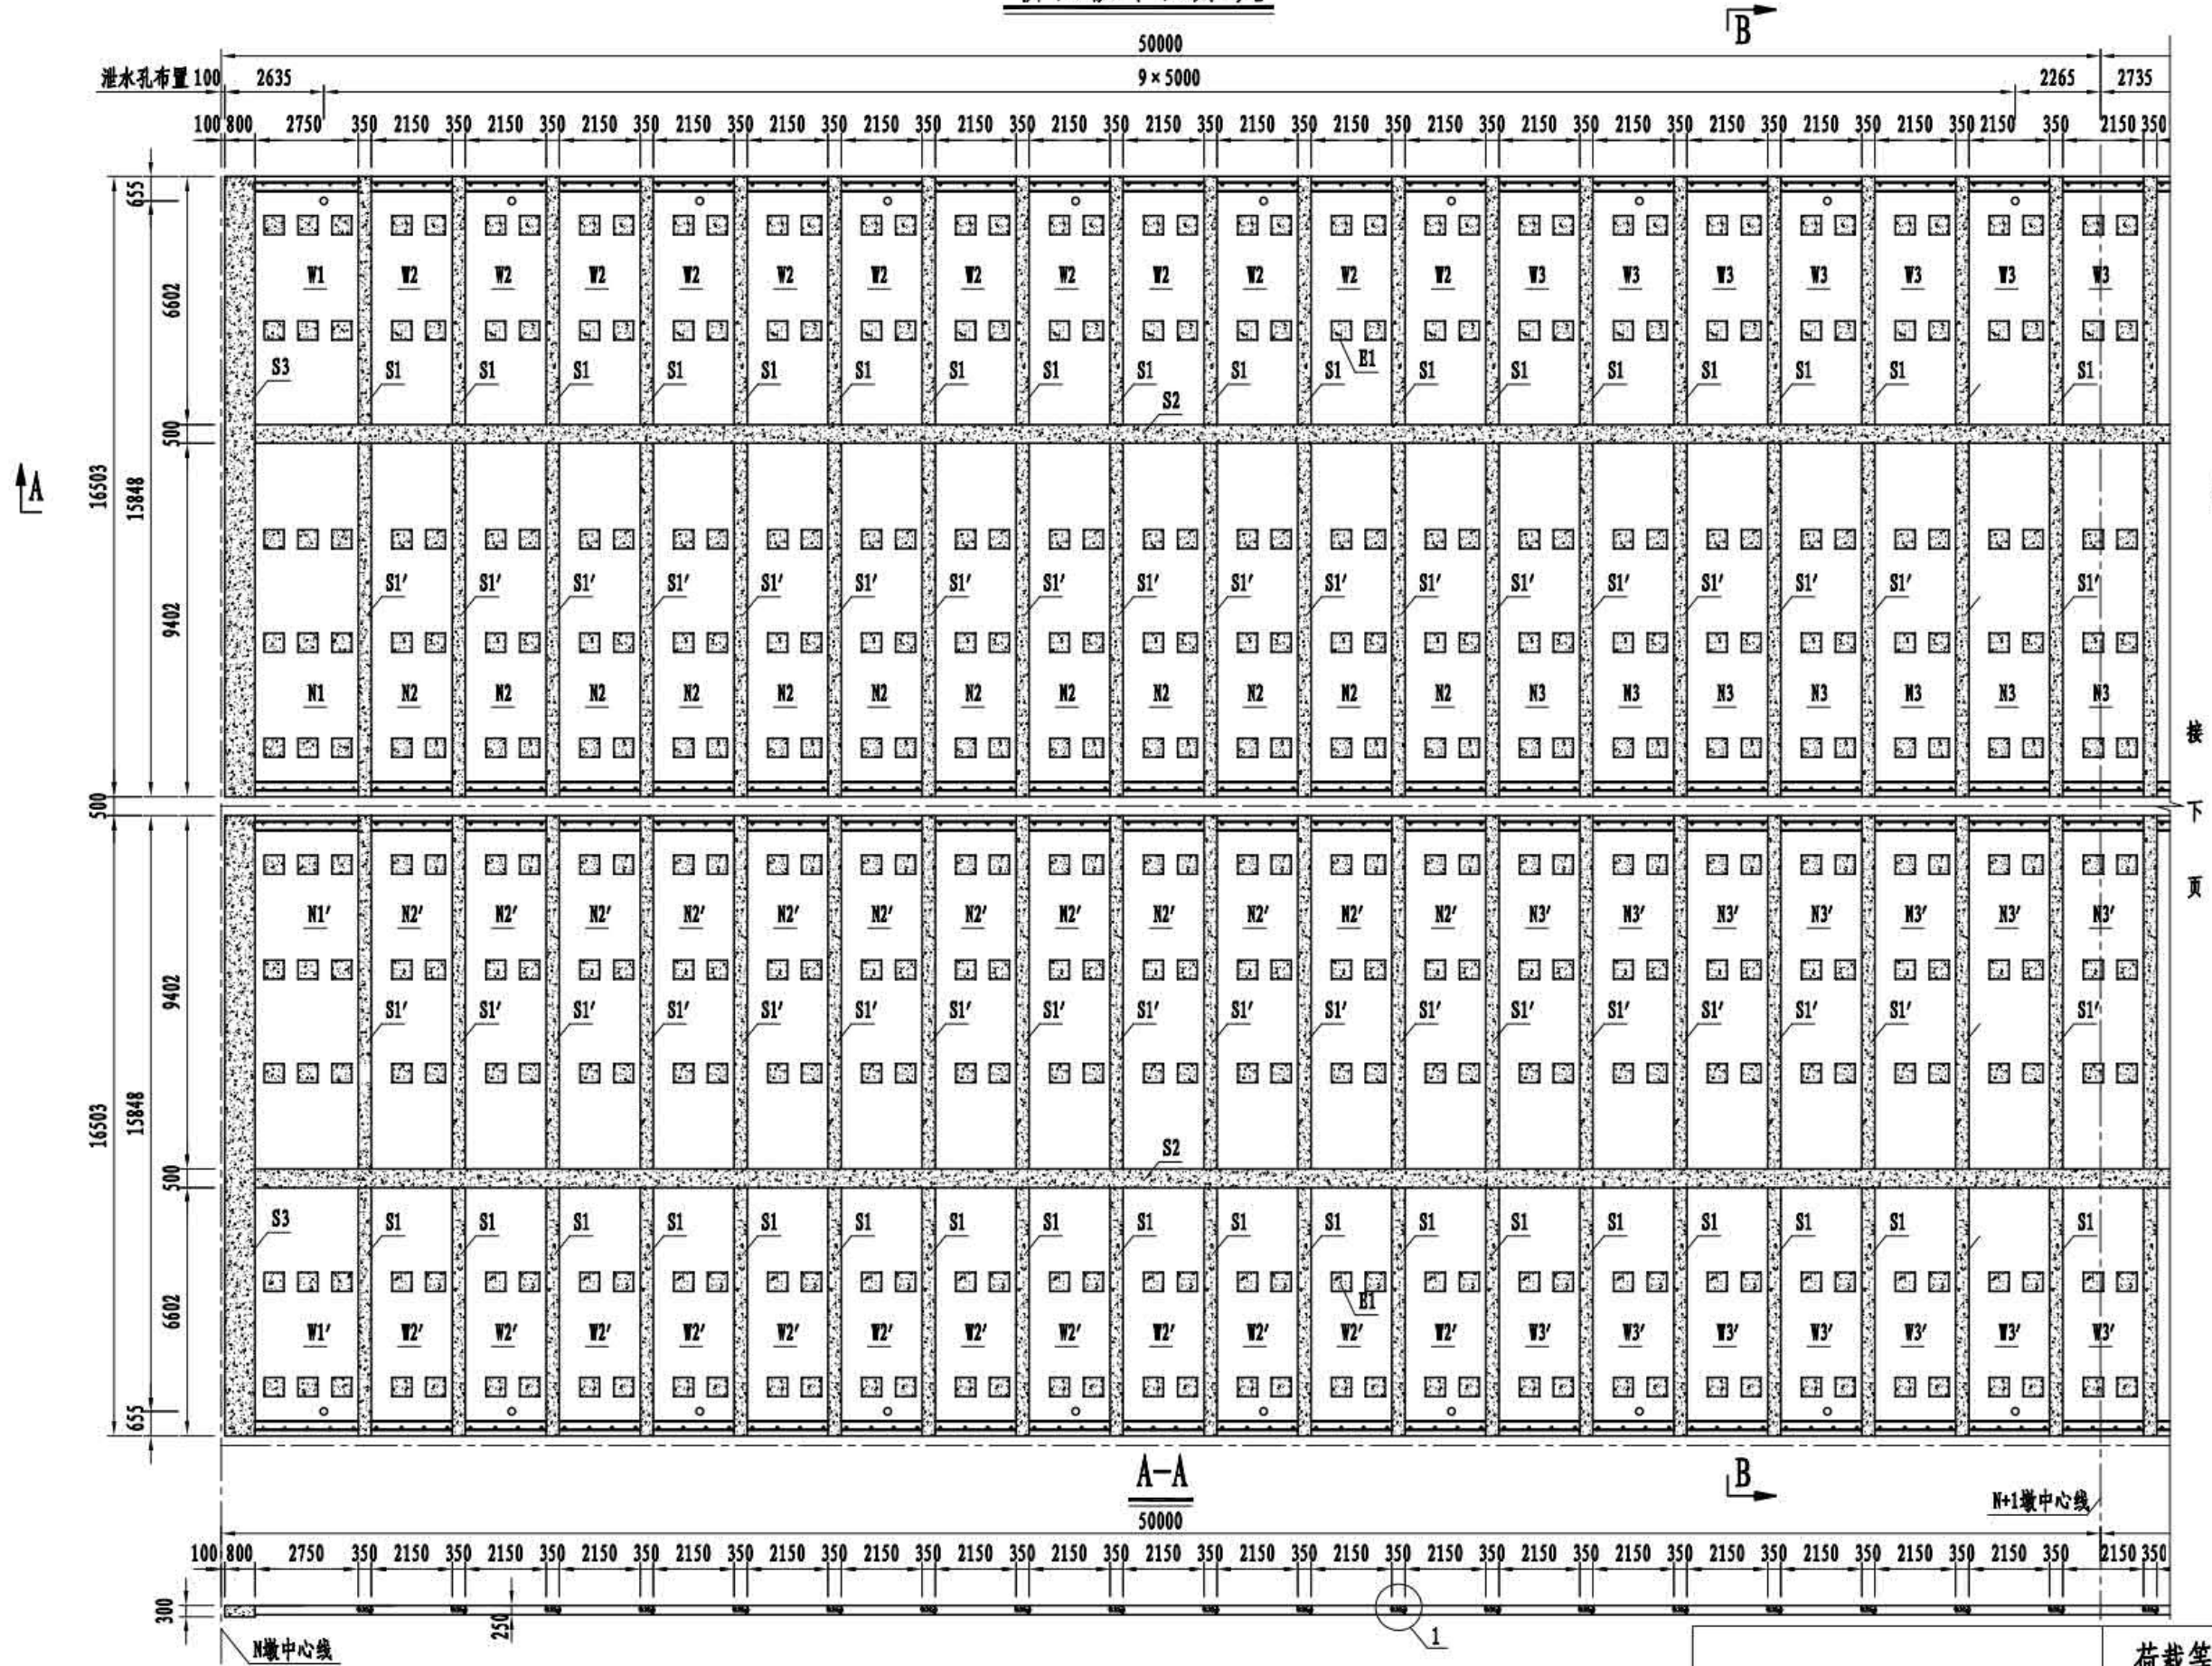 B
50000
泄水孔布置 100 2635 9×5000 2265 2735
100 800 2750 350 2150 350 2150 350 2150 350 2150 350 2150 350 2150 350 2150 350 2150 350 2150 350 2150 350 2150 350 2150 350 2150 350 2150 350 2150 350 2150 350 2150 350 2150 350 2150 350
655
W1 W2 W2 W2 W2 W2 W2 W2 W2 W2 W2 W2 W2 W3 W3 W3 W3 W3 W3 W3
6602
E1
S3 S1 S1 S1 S1 S1 S1 S1 S1 S1 S1 S1 S1 S1 S1 S1 S1 S1 S1
S2
500
A
16503
15848
9402
S1′ S1′ S1′ S1′ S1′ S1′ S1′ S1′ S1′ S1′ S1′ S1′ S1′ S1′ S1′ S1′ S1′ S1′
N1 N2 N2 N2 N2 N2 N2 N2 N2 N2 N2 N2 N2 N3 N3 N3 N3 N3 N3 N3
接
下
页
500
N1′ N2′ N2′ N2′ N2′ N2′ N2′ N2′ N2′ N2′ N2′ N2′ N2′ N3′ N3′ N3′ N3′ N3′ N3′ N3′
9402
S1′ S1′ S1′ S1′ S1′ S1′ S1′ S1′ S1′ S1′ S1′ S1′ S1′ S1′ S1′ S1′ S1′ S1′
16503
15848
S2
500
S3 S1 S1 S1 S1 S1 S1 S1 S1 S1 S1 S1 S1 S1 S1 S1 S1 S1 S1
E1
6602
W1′ W2′ W2′ W2′ W2′ W2′ W2′ W2′ W2′ W2′ W2′ W2′ W2′ W3′ W3′ W3′ W3′ W3′ W3′ W3′
655
A-A
B
N+1墩中心线
50000
100 800 2750 350 2150 350 2150 350 2150 350 2150 350 2150 350 2150 350 2150 350 2150 350 2150 350 2150 350 2150 350 2150 350 2150 350 2150 350 2150 350 2150 350 2150 350 2150 350 2150 350
300
250
1
N墩中心线
荷载等